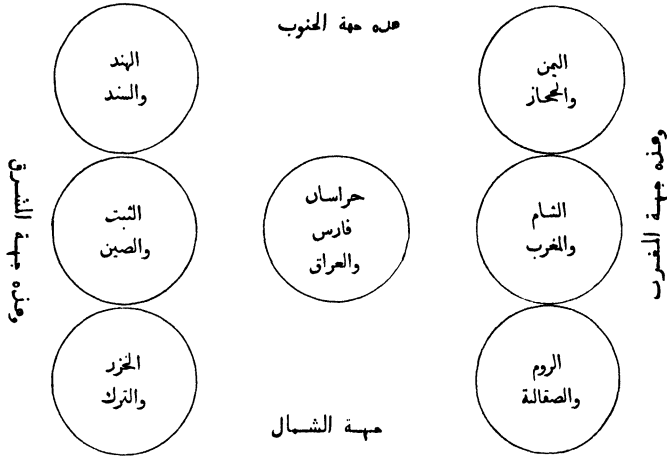 هذه جهة الجنوب
اليمن
والحجاز
الهند
والسند
وهذه جهة المغرب
الشام
والمغرب
خراسان
فارس
والعراق
التبت
والصين
وهذه جهة المشرق
الروم
والصقالبة
الخزر
والترك
جهة الشمال